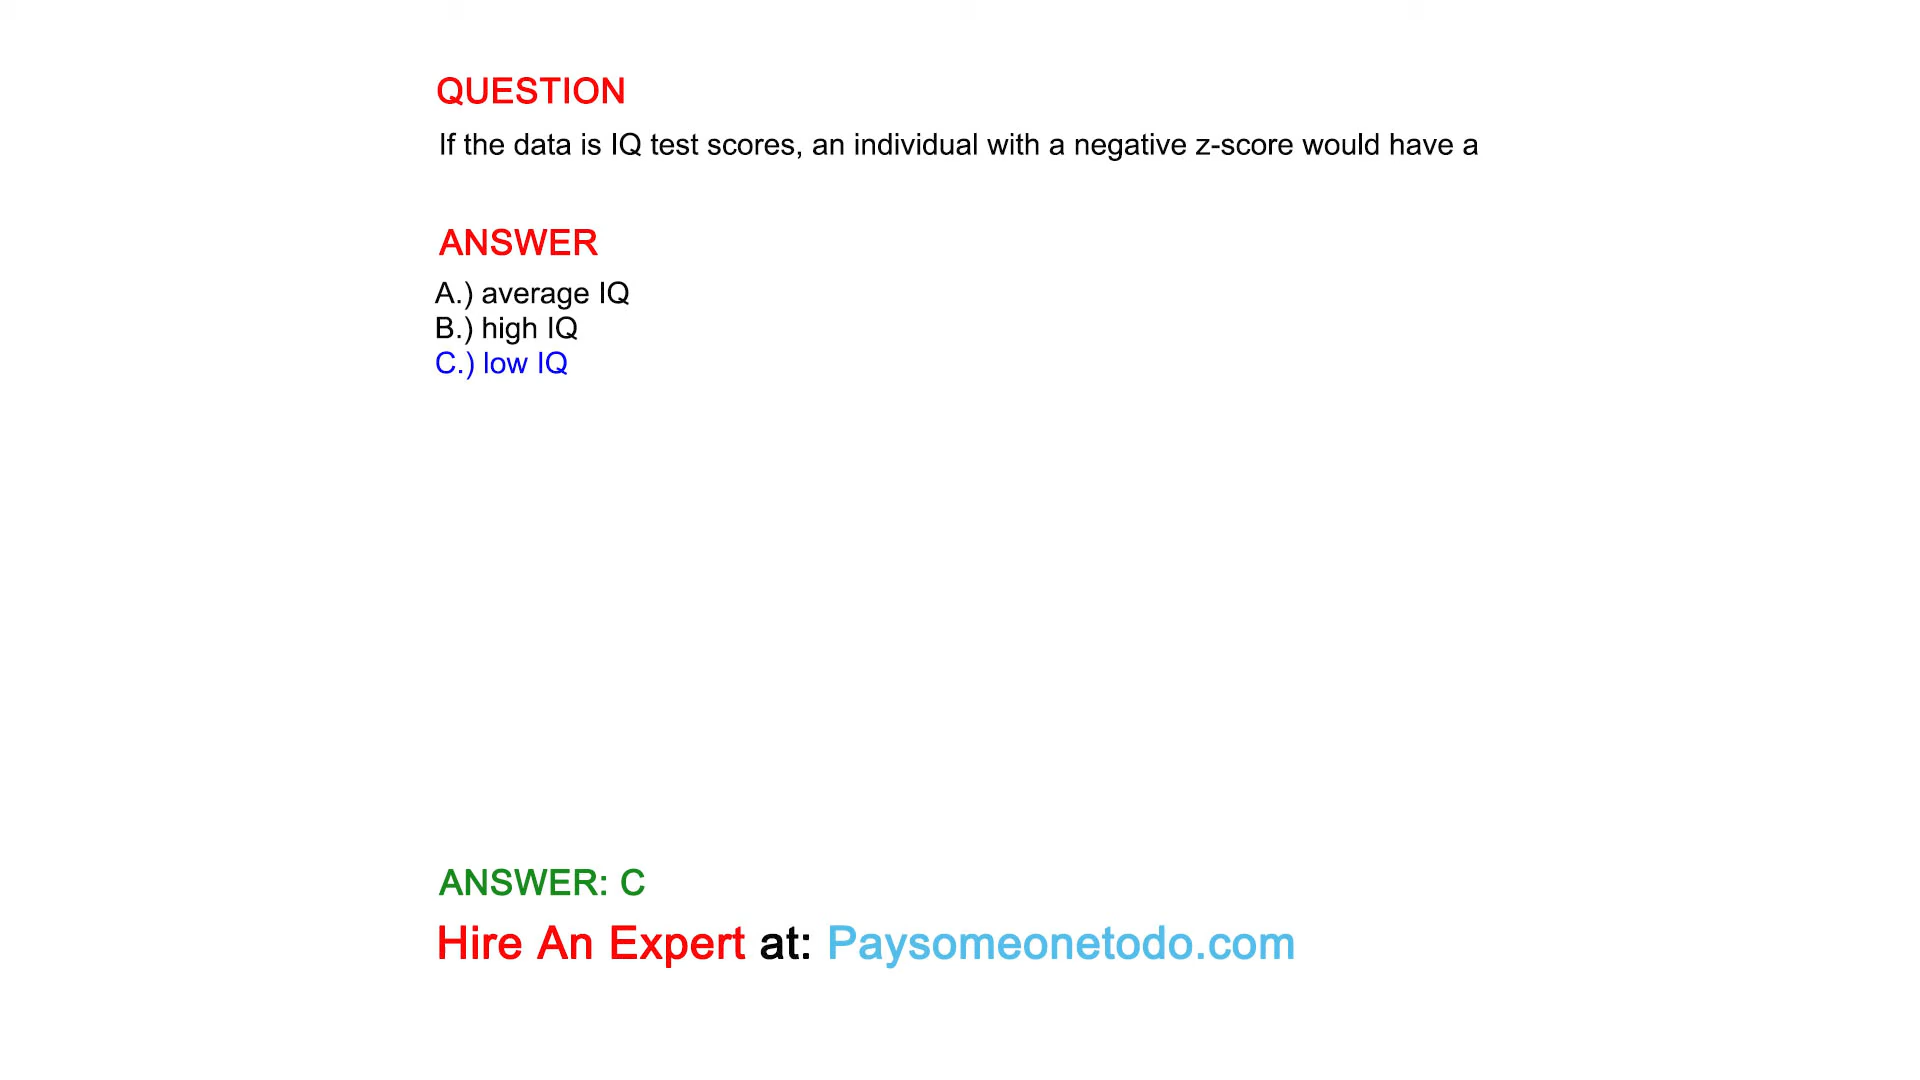 QUESTION
If the data is IQ test scores, an individual with a negative z-score would have a
ANSWER
A.) average IQ
B.) high IQ
C.) low IQ
ANSWER: C
Hire An Expert at: Paysomeonetodo.com